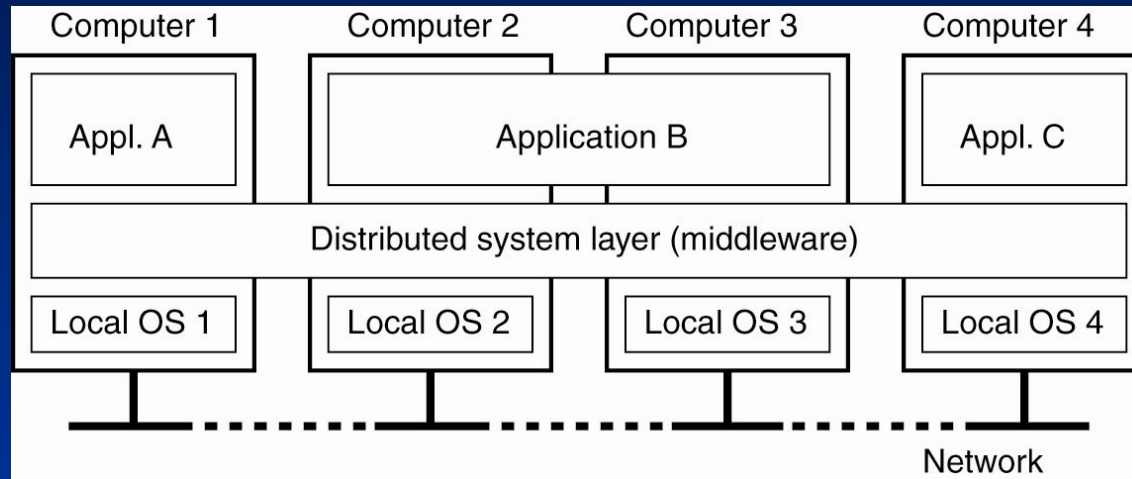 Computer 1
Computer 2
Computer 3
Computer 4
Appl. A
Application B
Appl. C
Distributed system layer (middleware)
Local OS 1
Local OS 2
Local OS 3
Local OS 4
Network